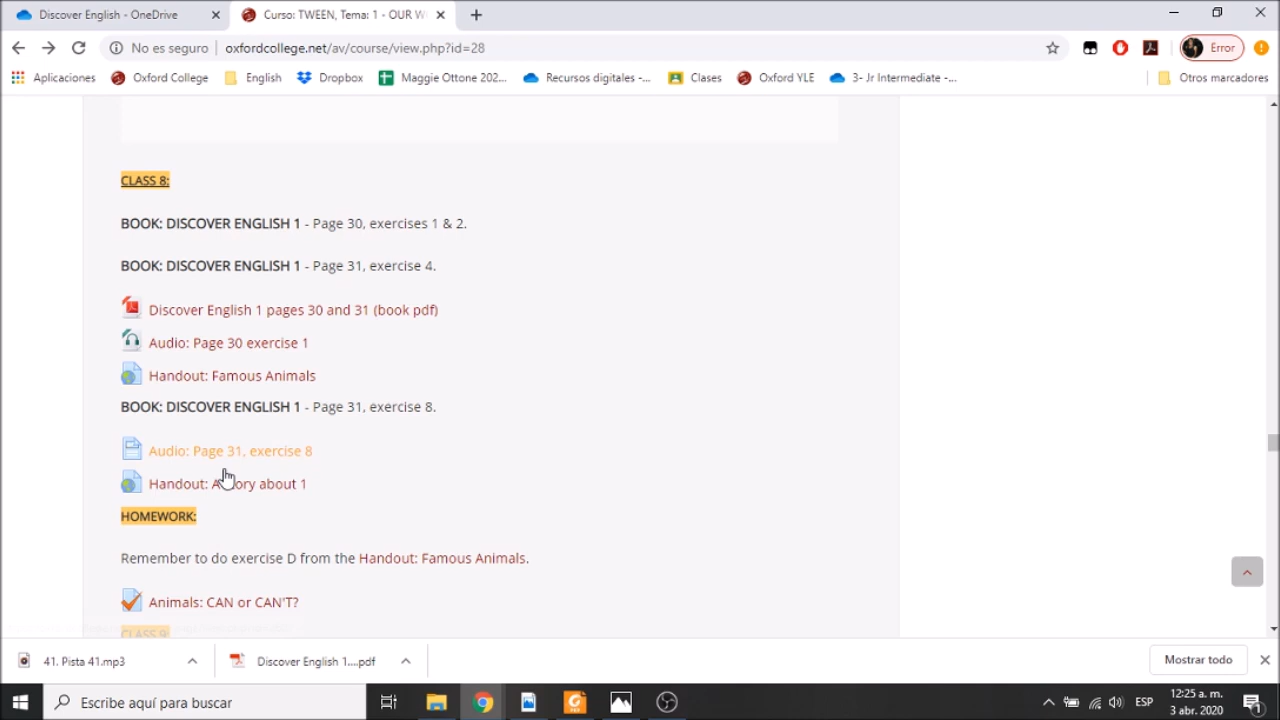 Discover English - OneDrive
Curso: TWEEN, Tema: 1 - OUR W
No es seguro
oxfordcollege.net/av/course/view.php?id=28
Error
Aplicaciones
Oxford College
English
Dropbox
Maggie Ottone 202...
Recursos digitales -...
Clases
Oxford YLE
3- Jr Intermediate -...
Otros marcadores
CLASS 8:
BOOK: DISCOVER ENGLISH 1 - Page 30, exercises 1 & 2.
BOOK: DISCOVER ENGLISH 1 - Page 31, exercise 4.
Discover English 1 pages 30 and 31 (book pdf)
Audio: Page 30 exercise 1
Handout: Famous Animals
BOOK: DISCOVER ENGLISH 1 - Page 31, exercise 8.
Audio: Page 31, exercise 8
Handout: A story about 1
HOMEWORK:
Remember to do exercise D from the Handout: Famous Animals.
Animals: CAN or CAN'T?
CLASS 9:
41. Pista 41.mp3
Discover English 1....pdf
Mostrar todo
Escribe aquí para buscar
ESP
12:25 a. m.
3 abr. 2020
1